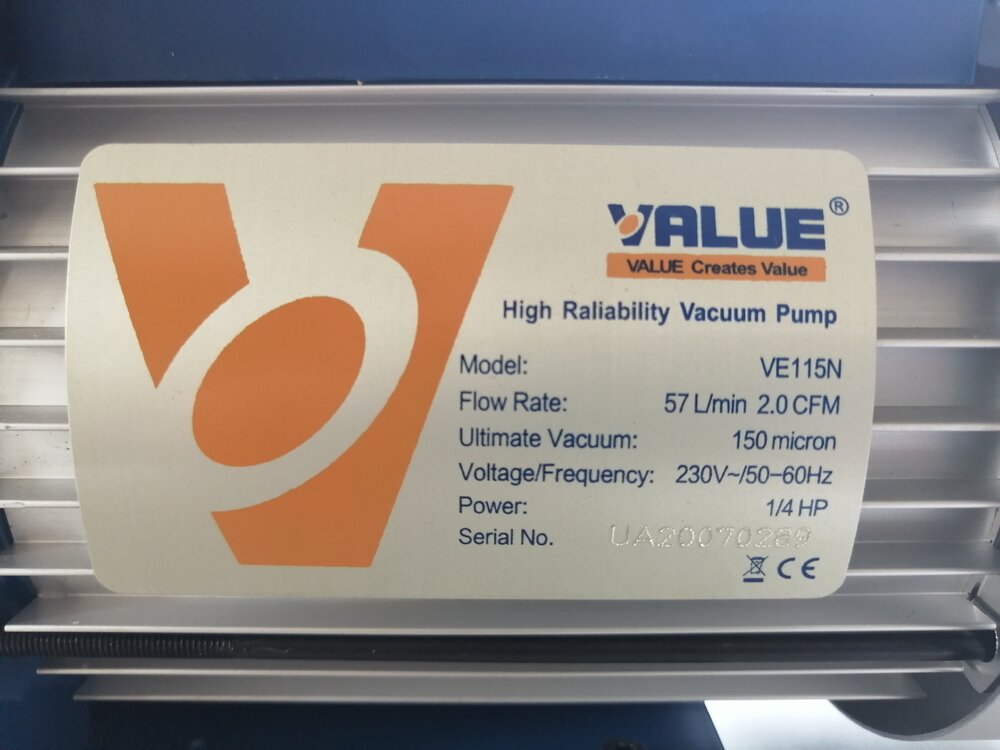 VALUE®
VALUE Creates Value
High Raliability Vacuum Pump
Model: VE115N
Flow Rate: 57 L/min 2.0 CFM
Ultimate Vacuum: 150 micron
Voltage/Frequency: 230V~/50-60Hz
Power: 1/4 HP
Serial No. UA20070289
CE